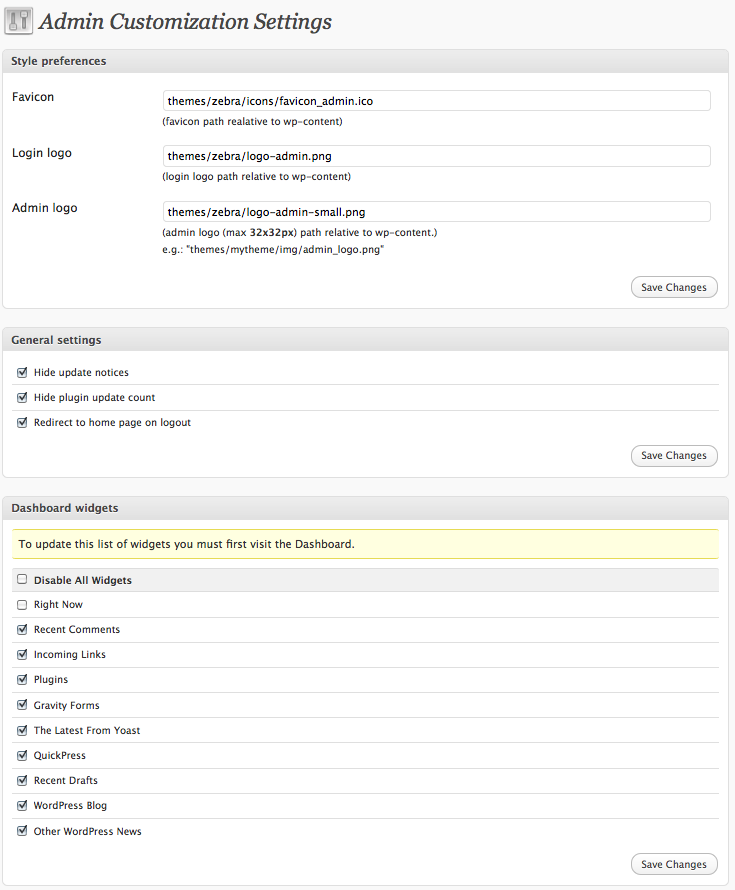 Admin Customization Settings
Style preferences
Favicon
themes/zebra/icons/favicon_admin.ico
(favicon path realative to wp-content)
Login logo
themes/zebra/logo-admin.png
(login logo path relative to wp-content)
Admin logo
themes/zebra/logo-admin-small.png
(admin logo (max 32x32px) path relative to wp-content.)
e.g.: "themes/mytheme/img/admin_logo.png"
Save Changes
General settings
Hide update notices
Hide plugin update count
Redirect to home page on logout
Save Changes
Dashboard widgets
To update this list of widgets you must first visit the Dashboard.
Disable All Widgets
Right Now
Recent Comments
Incoming Links
Plugins
Gravity Forms
The Latest From Yoast
QuickPress
Recent Drafts
WordPress Blog
Other WordPress News
Save Changes